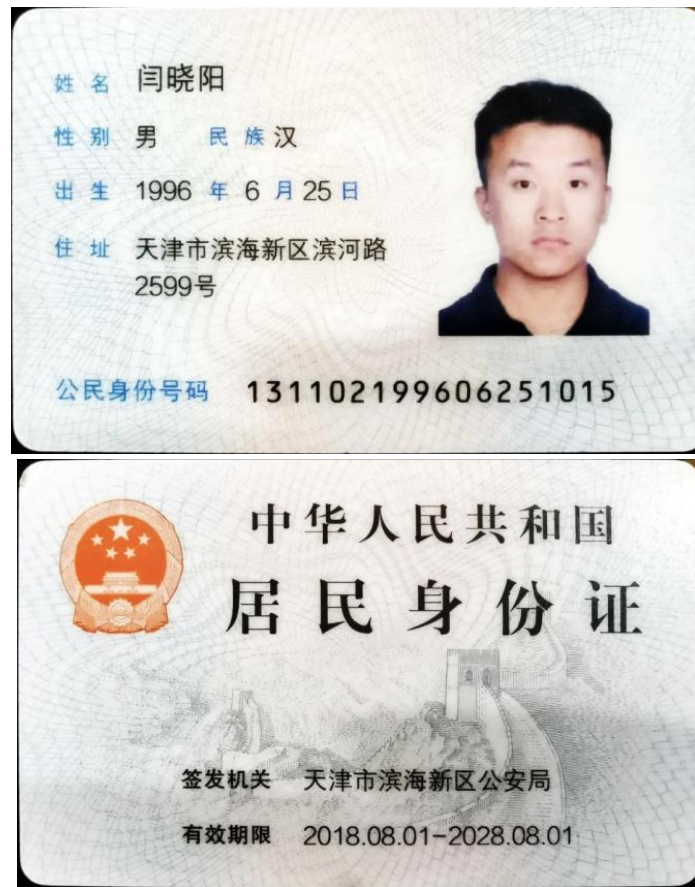 姓名 闫晓阳
性别 男 民族 汉
出生 1996 年 6 月 25 日
住址 天津市滨海新区滨河路
2599号
公民身份号码 131102199606251015
中华人民共和国
居民身份证
签发机关 天津市滨海新区公安局
有效期限 2018.08.01-2028.08.01